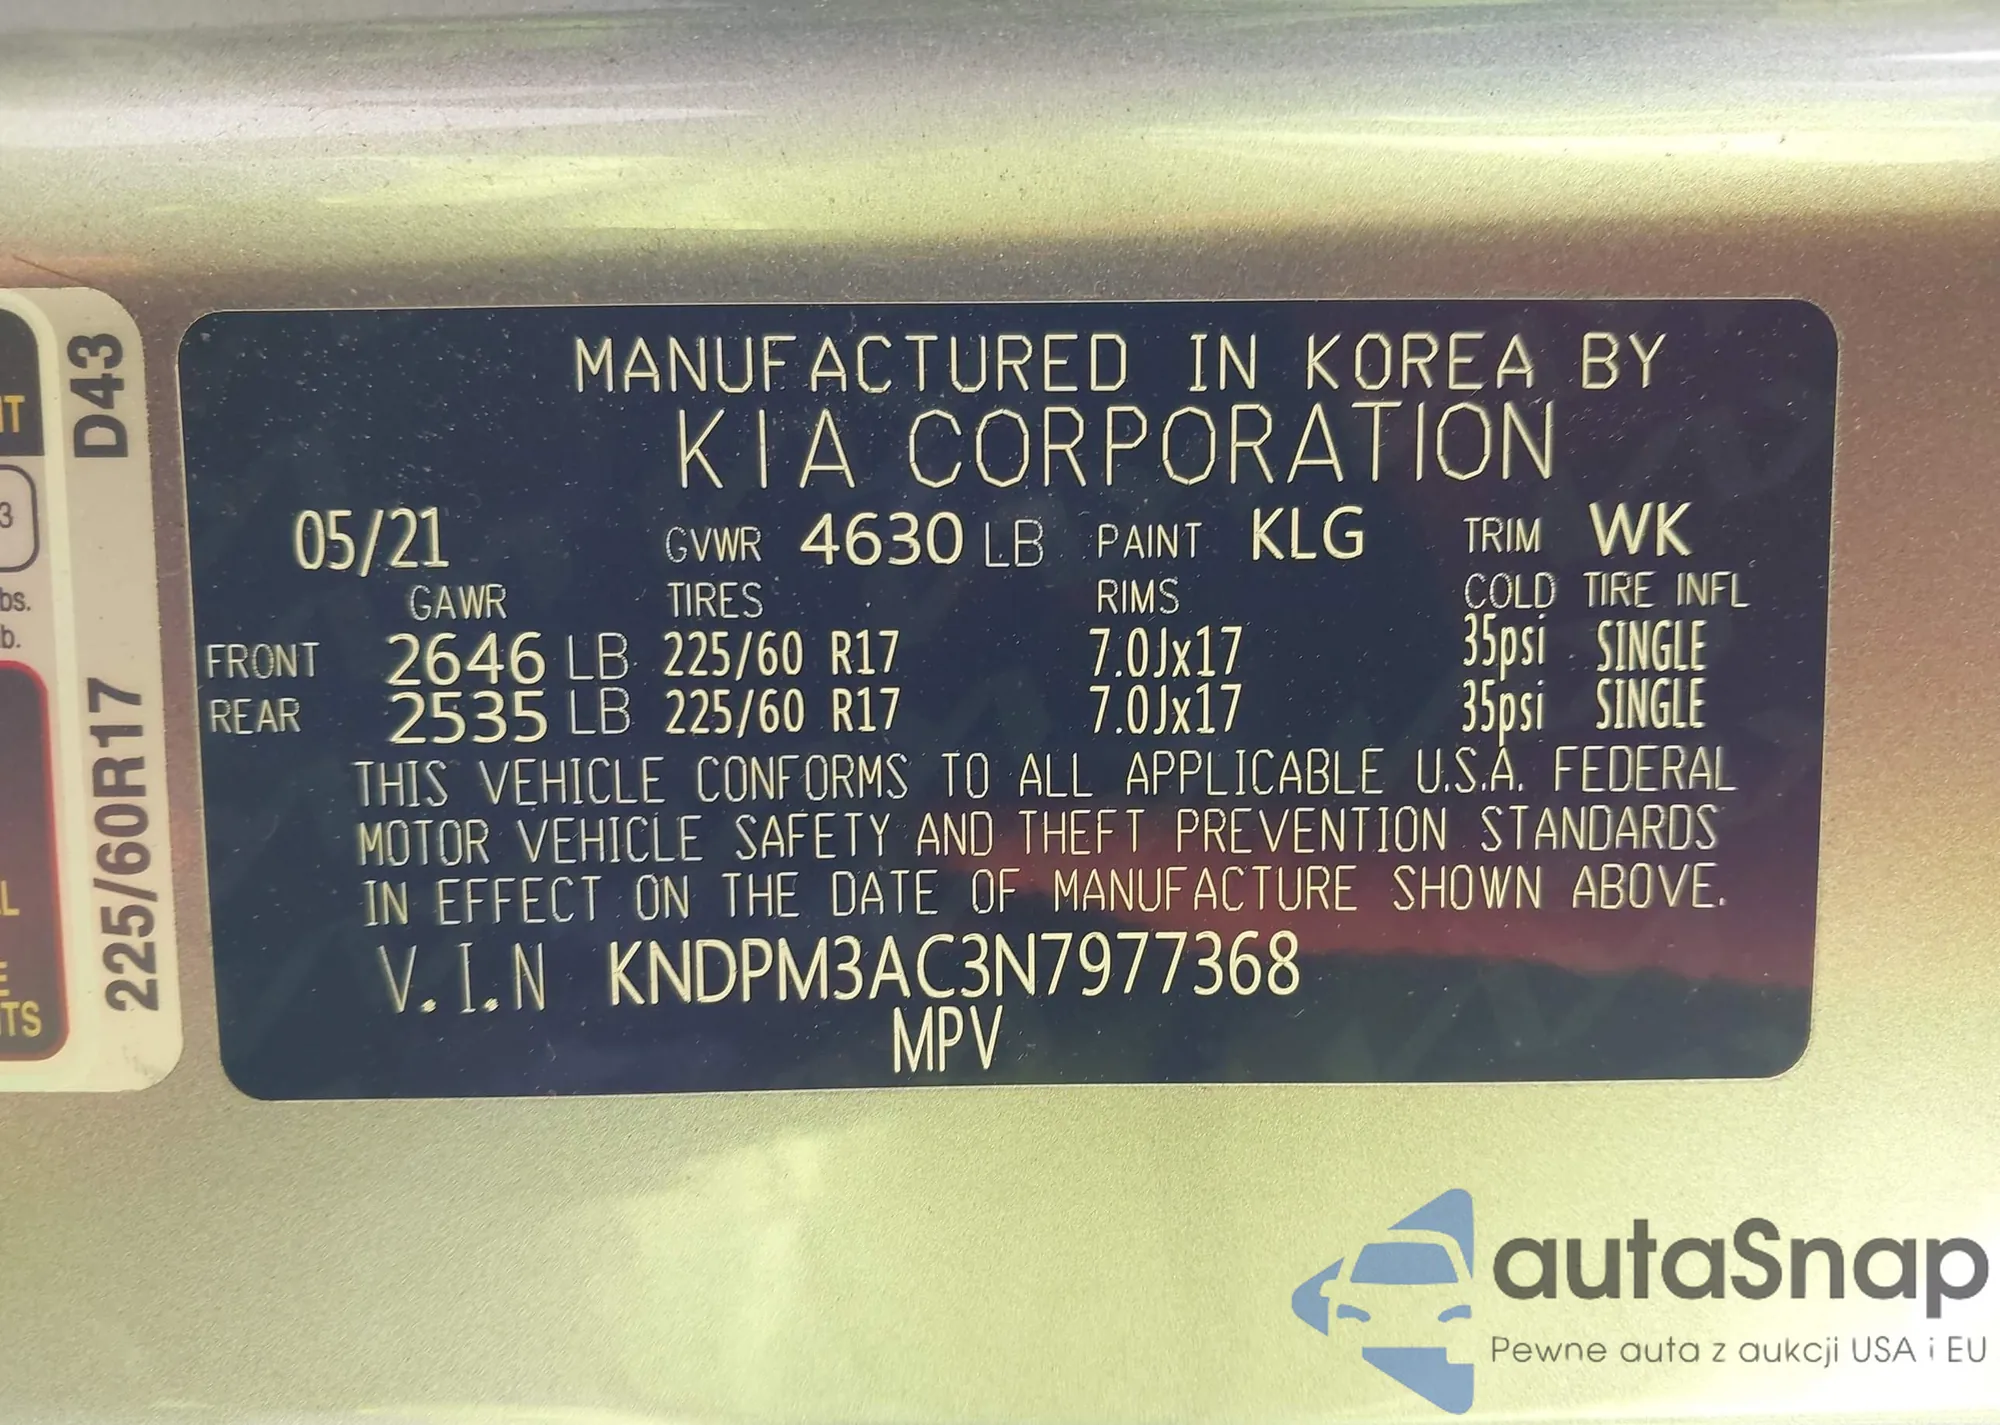 MANUFACTURED IN KOREA BY
KIA CORPORATION
05/21 GVWR 4630 LB PAINT KLG TRIM WK
GAWR TIRES RIMS COLD TIRE INFL
FRONT 2646 LB 225/60 R17 7.0Jx17 35psi SINGLE
REAR 2535 LB 225/60 R17 7.0Jx17 35psi SINGLE
THIS VEHICLE CONFORMS TO ALL APPLICABLE U.S.A. FEDERAL
MOTOR VEHICLE SAFETY AND THEFT PREVENTION STANDARDS
IN EFFECT ON THE DATE OF MANUFACTURE SHOWN ABOVE.
V.I.N KNDPM3AC3N7977368
MPV
225/60R17 D43
3
bs.
b.
autaSnap
Pewne auta z aukcji USA i EU